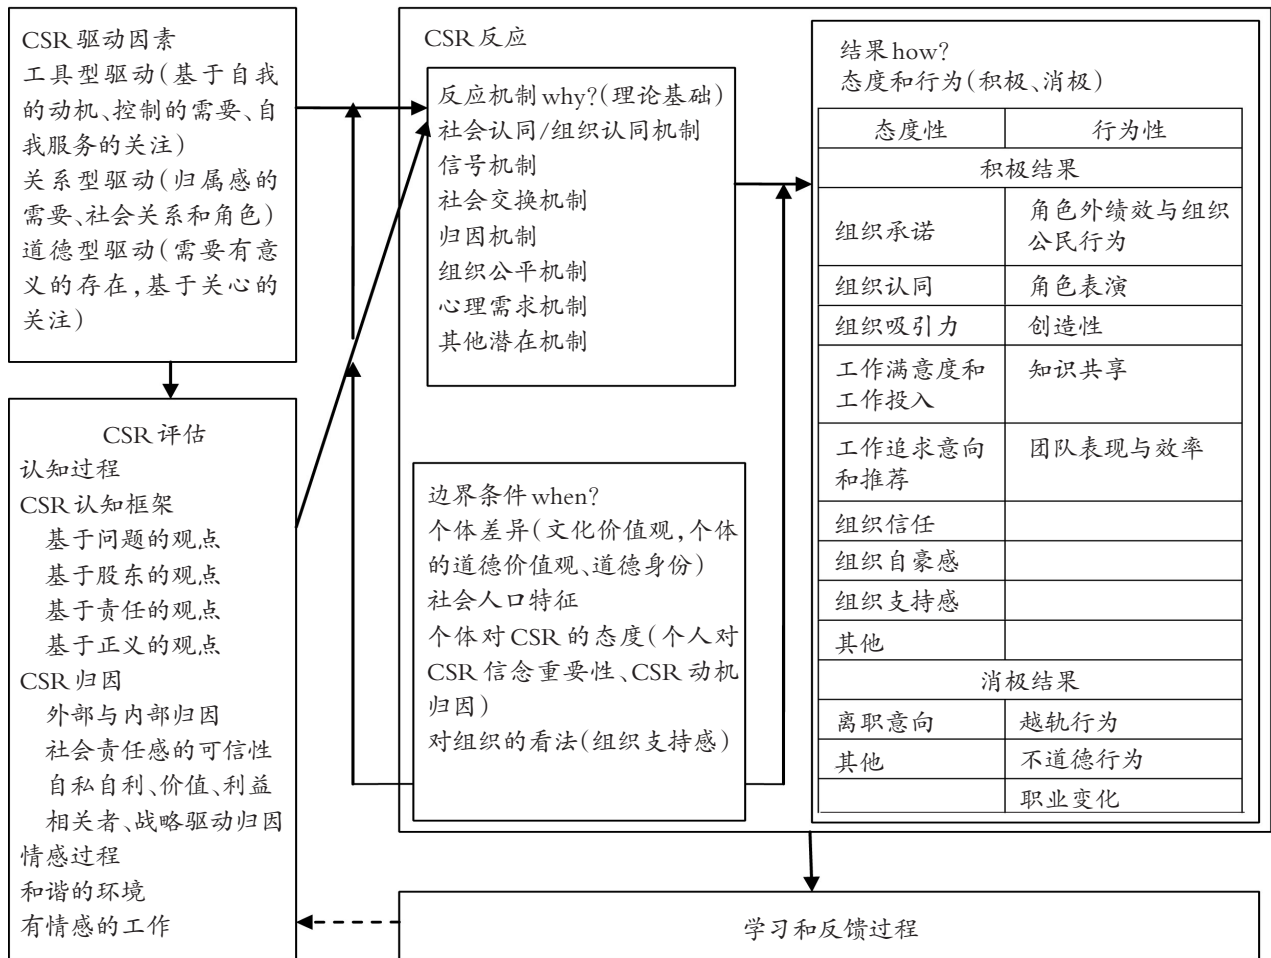 CSR 驱动因素
工具型驱动(基于自我
的动机、控制的需要、自
我服务的关注)
关系型驱动(归属感的
需要、社会关系和角色)
道德型驱动(需要有意
义的存在,基于关心的
关注)
CSR 评估
认知过程
CSR 认知框架
基于问题的观点
基于股东的观点
基于责任的观点
基于正义的观点
CSR 归因
外部与内部归因
社会责任感的可信性
自私自利、价值、利益
相关者、战略驱动归因
情感过程
和谐的环境
有情感的工作
CSR 反应
反应机制 why?(理论基础)
社会认同/组织认同机制
信号机制
社会交换机制
归因机制
组织公平机制
心理需求机制
其他潜在机制
边界条件 when?
个体差异(文化价值观,个体
的道德价值观、道德身份)
社会人口特征
个体对 CSR 的态度(个人对
CSR 信念重要性、CSR 动机
归因)
对组织的看法(组织支持感)
结果 how?
态度和行为(积极、消极)
态度性 行为性
积极结果
组织承诺 角色外绩效与组织
公民行为
组织认同 角色表演
组织吸引力 创造性
工作满意度和 知识共享
工作投入
工作追求意向 团队表现与效率
和推荐
组织信任
组织自豪感
组织支持感
其他
消极结果
离职意向 越轨行为
其他 不道德行为
职业变化
学习和反馈过程